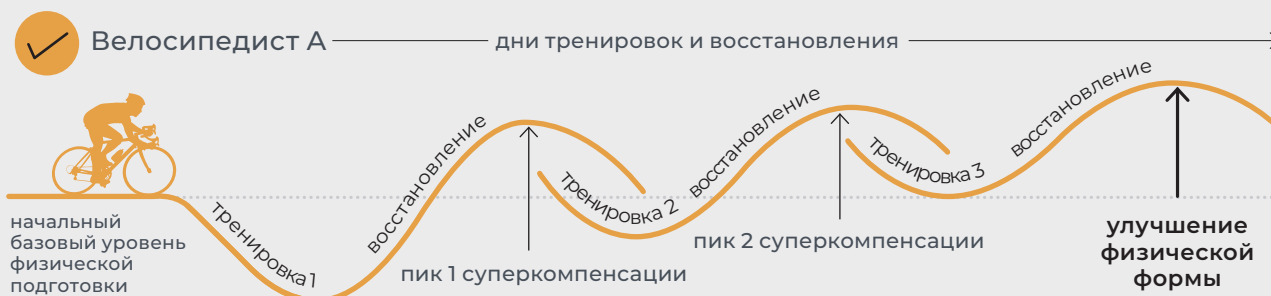 Велосипедист А
дни тренировок и восстановления
начальный
базовый уровень
физической
подготовки
тренировка 1
восстановление
пик 1 суперкомпенсации
тренировка 2
восстановление
пик 2 суперкомпенсации
тренировка 3
восстановление
улучшение
физической
формы